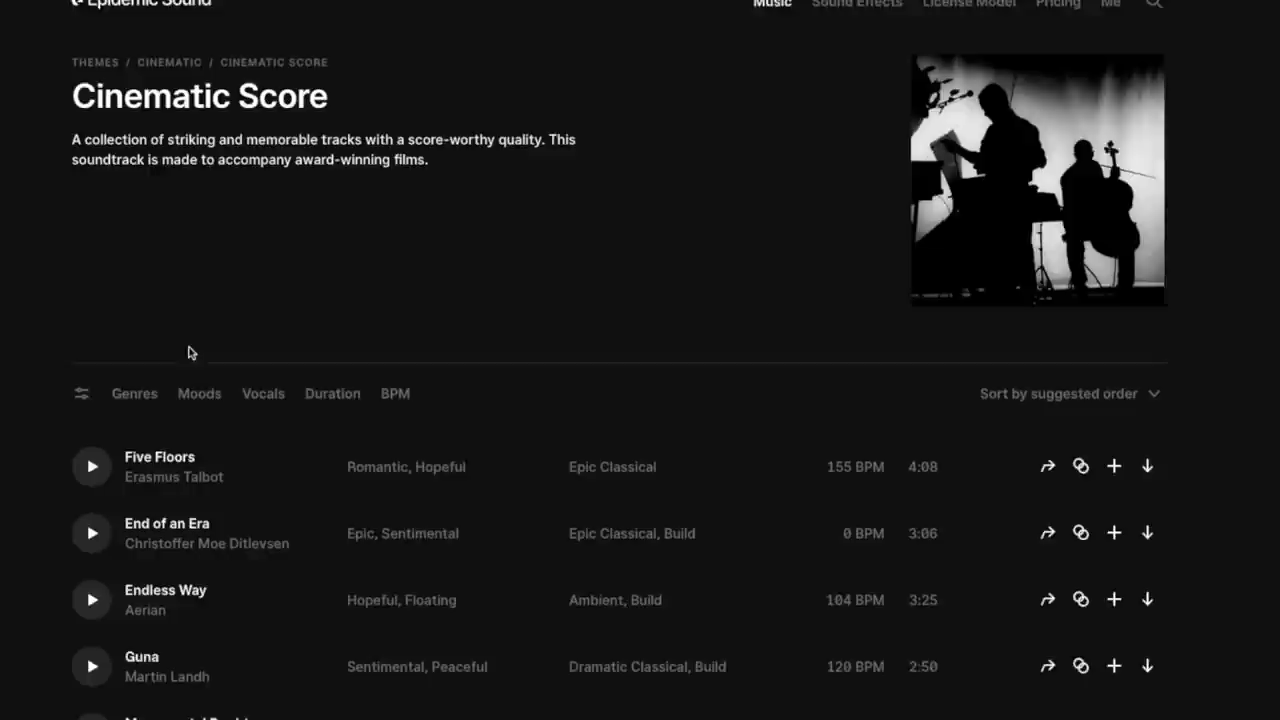 Epidemic Sound
Music Sound Effects License Model Pricing Me
THEMES / CINEMATIC / CINEMATIC SCORE
Cinematic Score
A collection of striking and memorable tracks with a score-worthy quality. This
soundtrack is made to accompany award-winning films.
Genres Moods Vocals Duration BPM Sort by suggested order
Five Floors
Erasmus Talbot
Romantic, Hopeful
Epic Classical
155 BPM
4:08
End of an Era
Christoffer Moe Ditlevsen
Epic, Sentimental
Epic Classical, Build
0 BPM
3:06
Endless Way
Aerian
Hopeful, Floating
Ambient, Build
104 BPM
3:25
Guna
Martin Landh
Sentimental, Peaceful
Dramatic Classical, Build
120 BPM
2:50